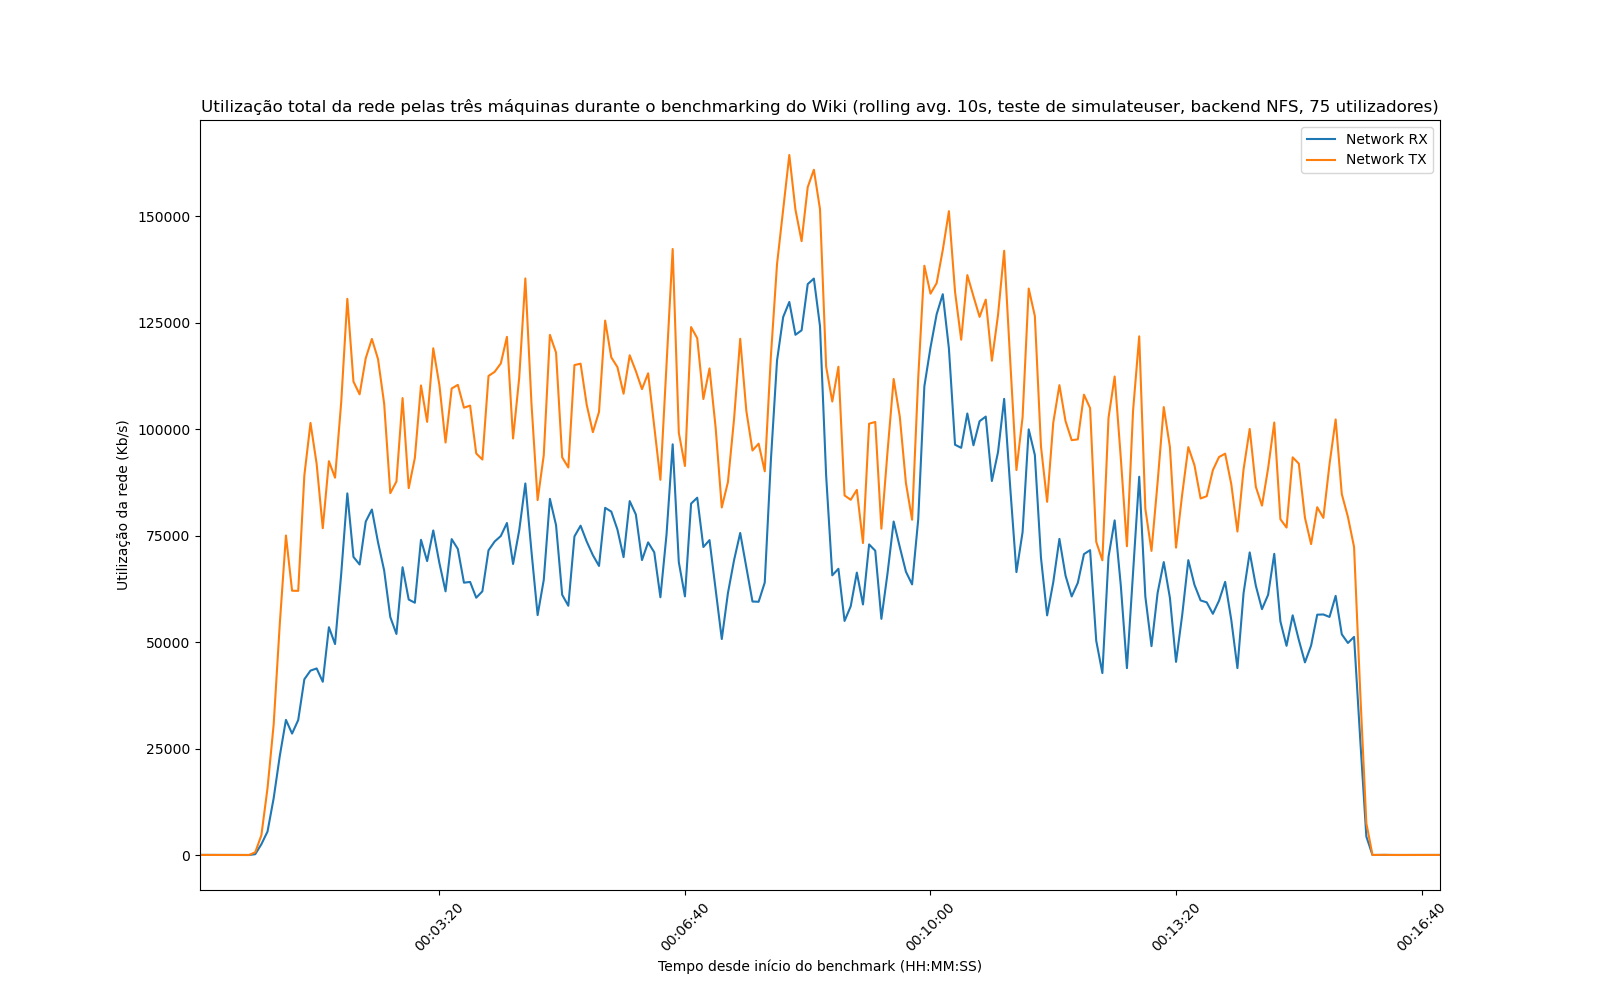 Utilização total da rede pelas três máquinas durante o benchmarking do Wiki (rolling avg. 10s, teste de simulateuser, backend NFS, 75 utilizadores)
Network RX
Network TX
Utilização da rede (Kb/s)
150000
125000
100000
75000
50000
25000
0
00:03:20
00:06:40
00:10:00
00:13:20
00:16:40
Tempo desde início do benchmark (HH:MM:SS)